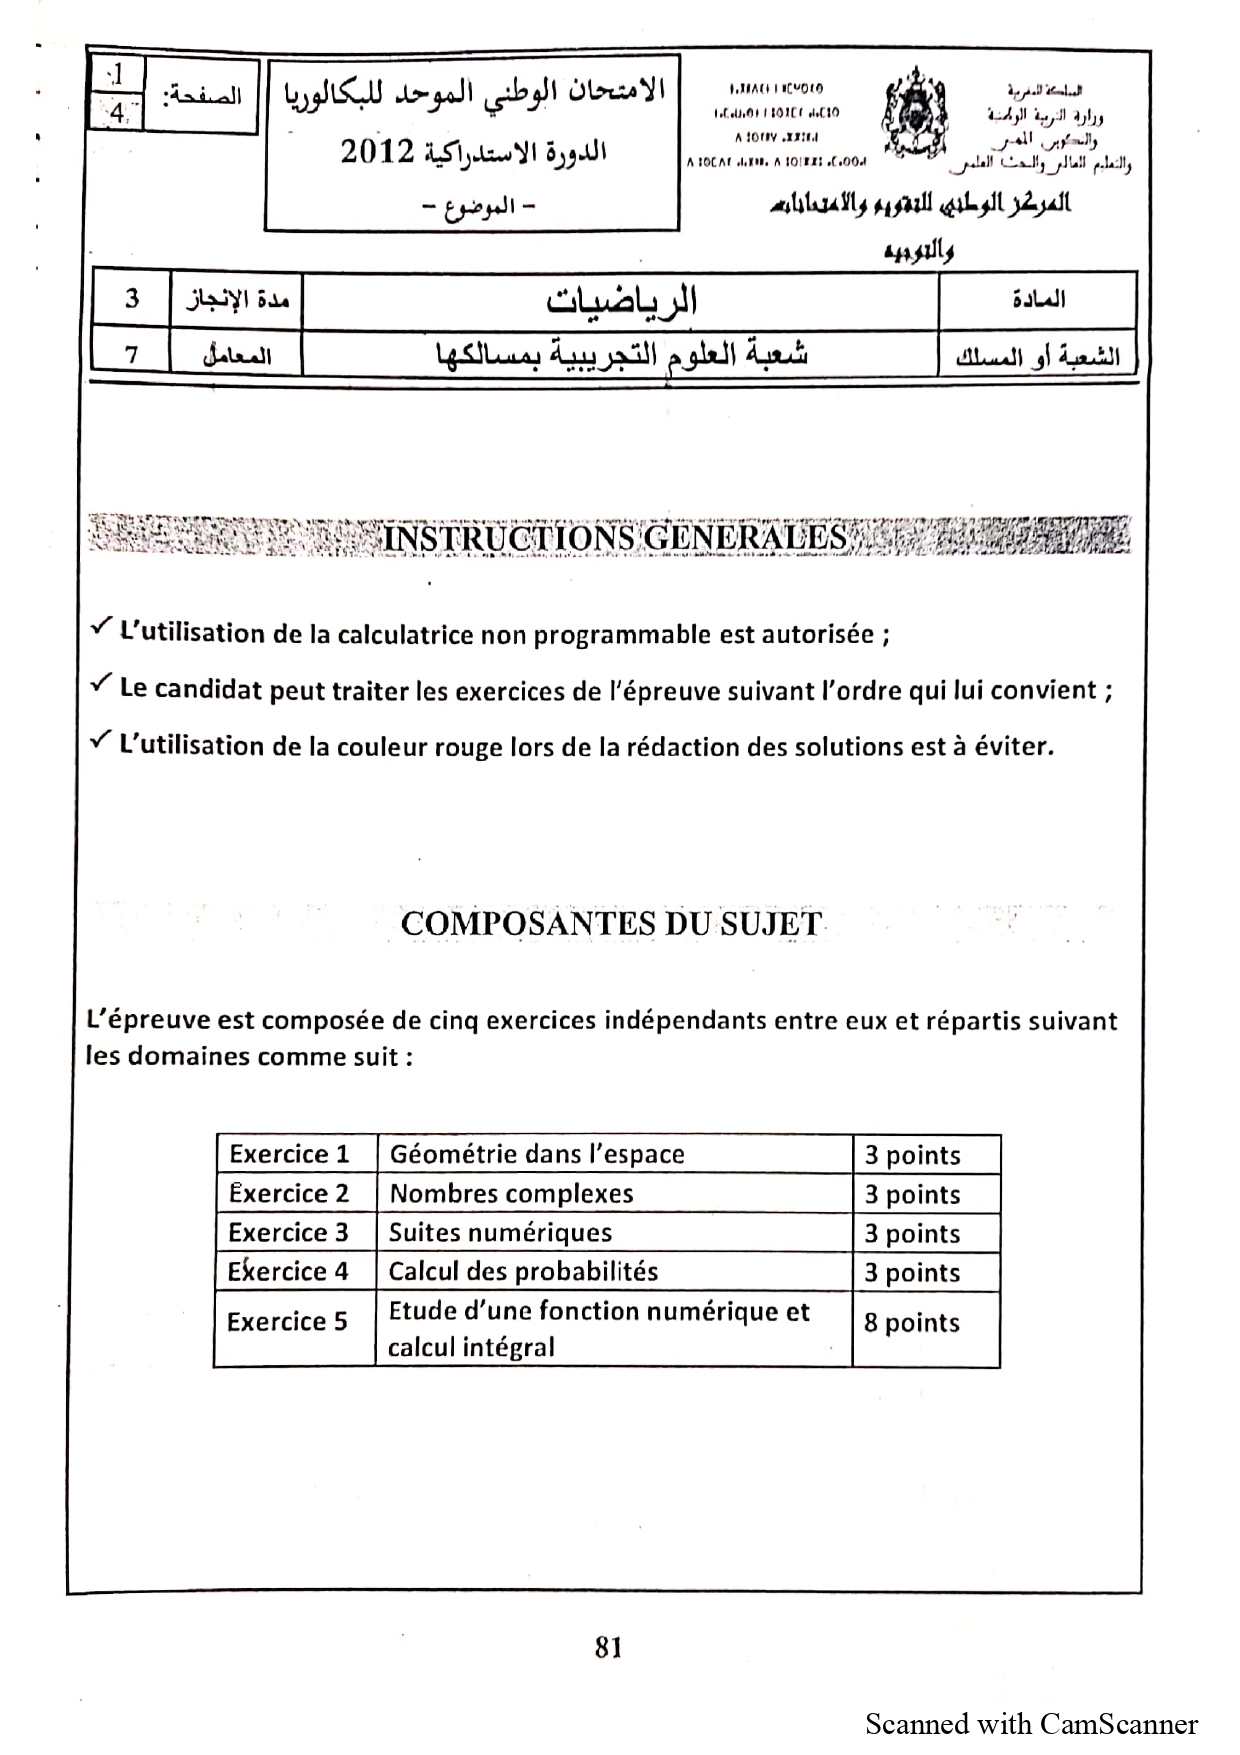 1
4
الصفحة:
الامتحان الوطني الموحد للبكالوريا
الدورة الاستدراكية 2012
- الموضوع -
المملكة المغربية
وزارة التربية الوطنية
والتعليم العالي والبحث العلمي
المركز الوطني للتقويم والامتحانات
والتوجيه
المادة
الرياضيات
مدة الإنجاز
3
الشعبة أو المسلك
شعبة العلوم التجريبية بمسالكها
المعامل
7
INSTRUCTIONS GENERALES
✓ L'utilisation de la calculatrice non programmable est autorisée ;
✓ Le candidat peut traiter les exercices de l'épreuve suivant l'ordre qui lui convient ;
✓ L'utilisation de la couleur rouge lors de la rédaction des solutions est à éviter.
COMPOSANTES DU SUJET
L'épreuve est composée de cinq exercices indépendants entre eux et répartis suivant
les domaines comme suit :
Exercice 1 Géométrie dans l'espace 3 points
Exercice 2 Nombres complexes 3 points
Exercice 3 Suites numériques 3 points
Exercice 4 Calcul des probabilités 3 points
Exercice 5 Etude d'une fonction numérique et
calcul intégral 8 points
81
Scanned with CamScanner